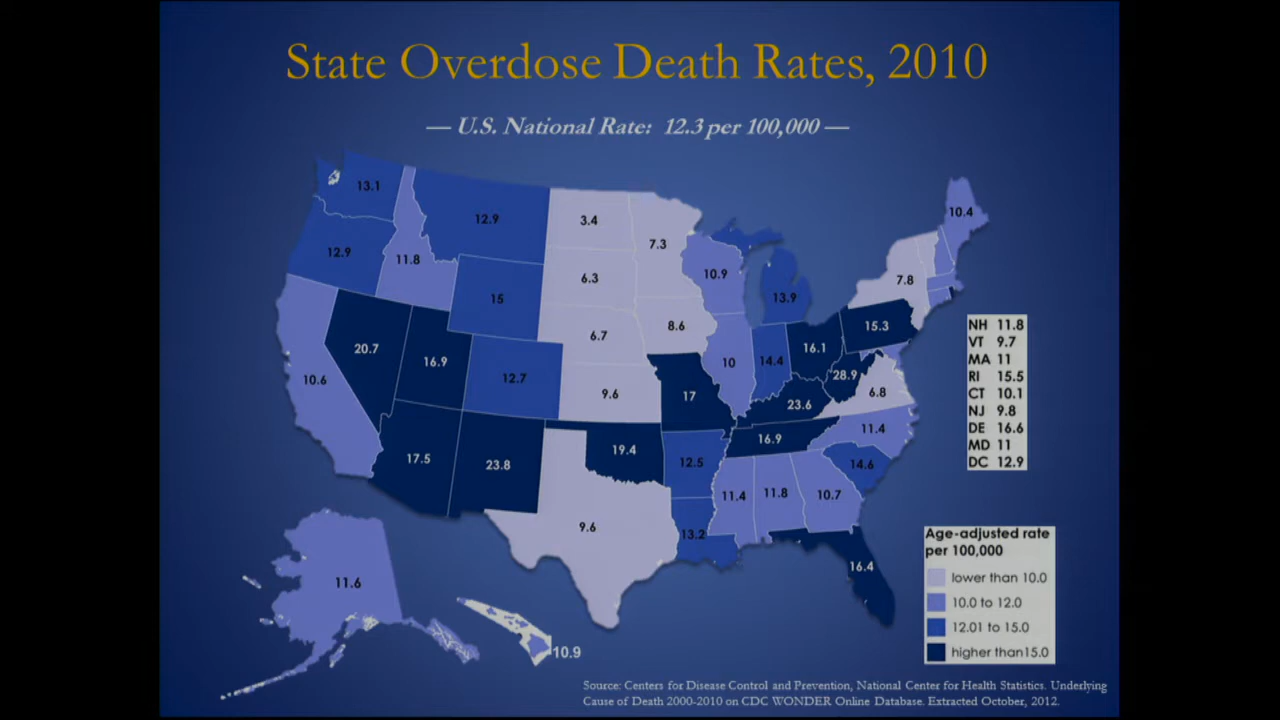 State Overdose Death Rates, 2010
— U.S. National Rate: 12.3 per 100,000 —
13.1
12.9
3.4
7.3
10.4
12.9
11.8
15
6.3
10.9
13.9
7.8
20.7
16.9
12.7
6.7
8.6
10
14.4
16.1
15.3
10.6
9.6
17
23.6
28.9
6.8
17.5
23.8
19.4
12.5
16.9
11.4
14.6
9.6
13.2
11.4
11.8
10.7
16.4
11.6
10.9
NH 11.8
VT 9.7
MA 11
RI 15.5
CT 10.1
NJ 9.8
DE 16.6
MD 11
DC 12.9
Age-adjusted rate
per 100,000
lower than 10.0
10.0 to 12.0
12.01 to 15.0
higher than15.0
Source: Centers for Disease Control and Prevention, National Center for Health Statistics. Underlying
Cause of Death 2000-2010 on CDC WONDER Online Database. Extracted October, 2012.